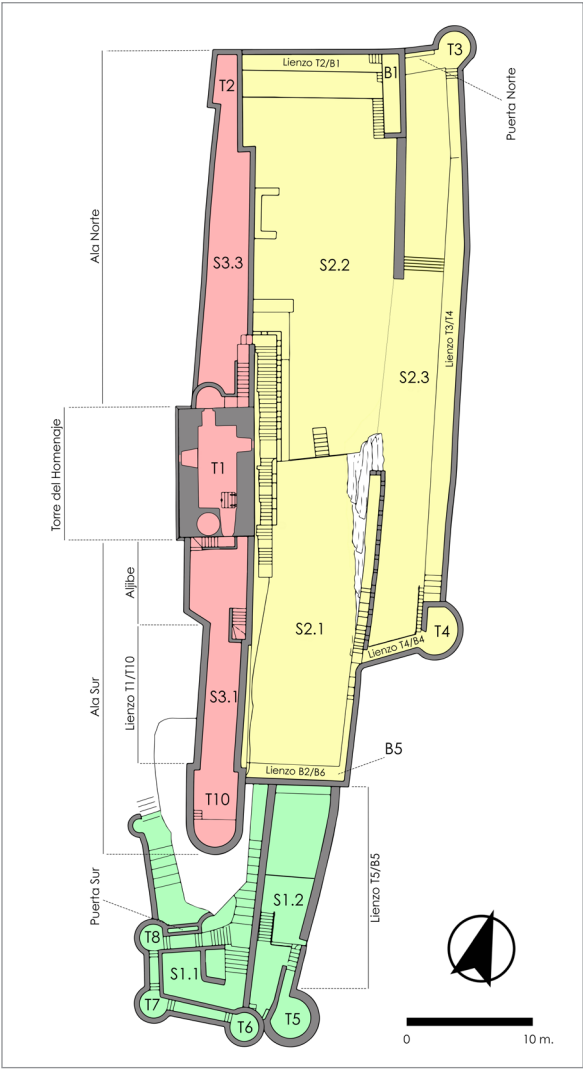 T3
Lienzo T2/B1
B1
T2
Puerta Norte
Ala Norte
S3.3
S2.2
Lienzo T3/T4
S2.3
Torre del Homenaje
T1
Aljibe
S2.1
T4
Lienzo T4/B4
Lienzo T1/T10
Ala Sur
S3.1
B5
Lienzo B2/B6
T10
Puerta Sur
S1.2
Lienzo T5/B5
T8
S1.1
T7
T6
T5
0
10 m.